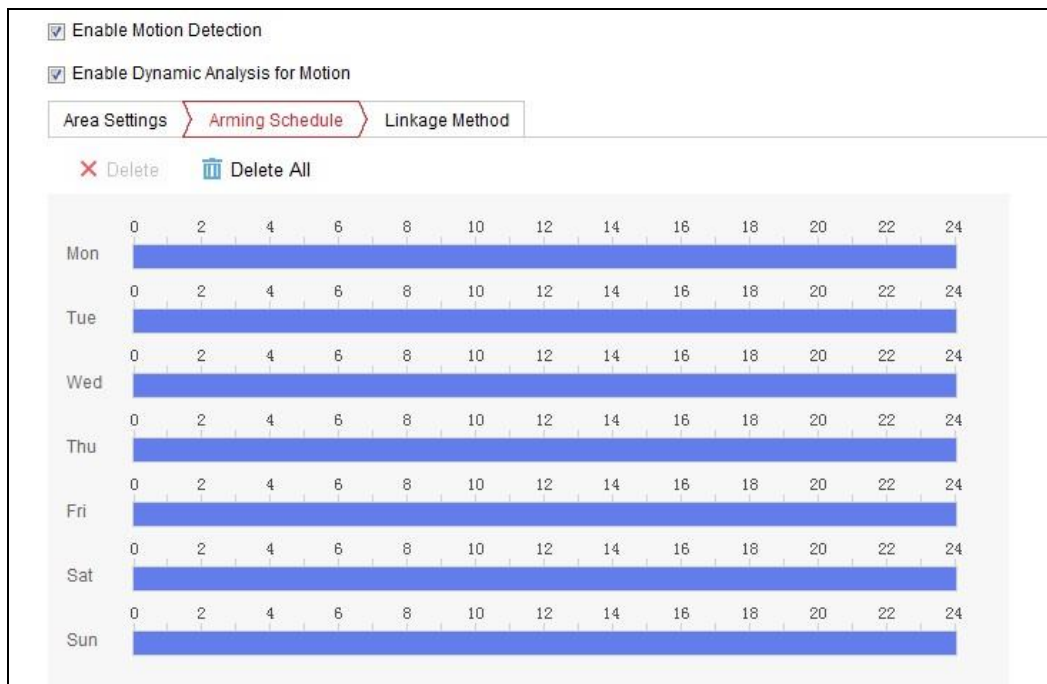 Enable Motion Detection
Enable Dynamic Analysis for Motion
Area Settings Arming Schedule Linkage Method
Delete Delete All
0 2 4 6 8 10 12 14 16 18 20 22 24
Mon
0 2 4 6 8 10 12 14 16 18 20 22 24
Tue
0 2 4 6 8 10 12 14 16 18 20 22 24
Wed
0 2 4 6 8 10 12 14 16 18 20 22 24
Thu
0 2 4 6 8 10 12 14 16 18 20 22 24
Fri
0 2 4 6 8 10 12 14 16 18 20 22 24
Sat
0 2 4 6 8 10 12 14 16 18 20 22 24
Sun